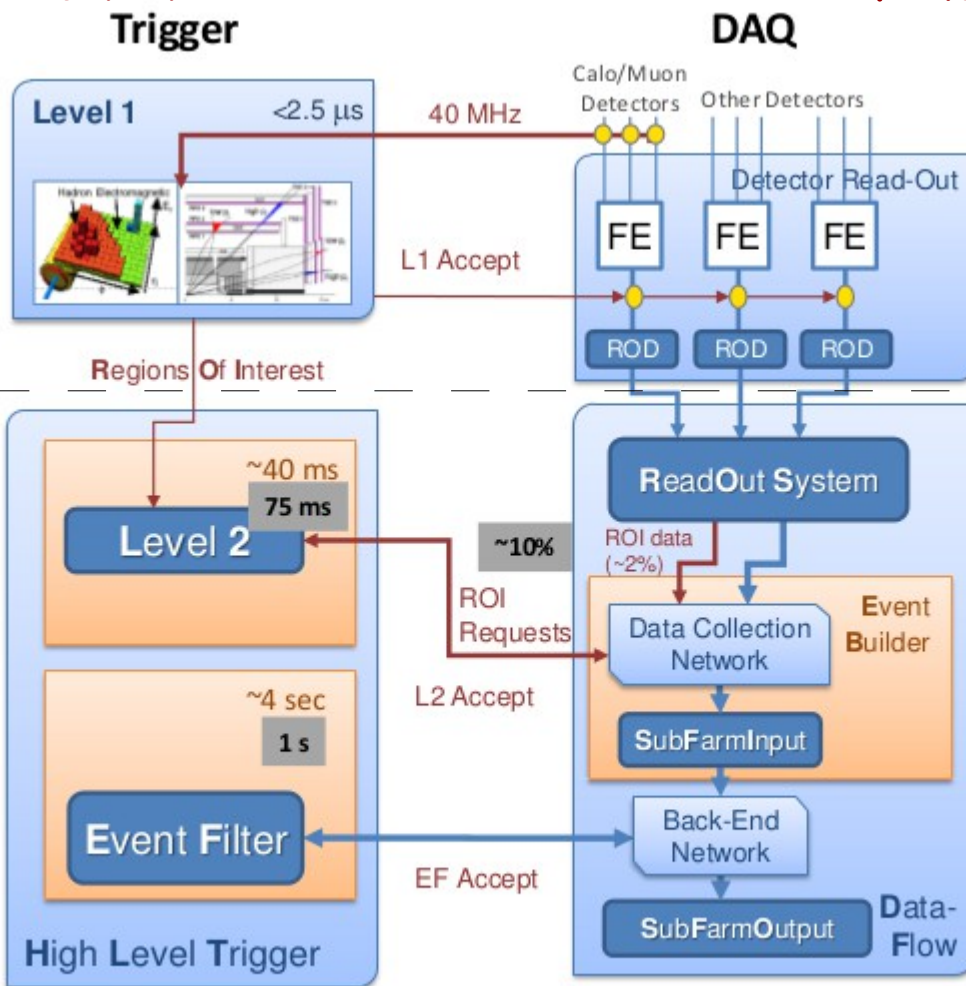 Trigger
DAQ
Calo/Muon
Detectors
Other Detectors
Level 1
<2.5 μs
40 MHz
Detector Read-Out
Hadron Electromagnetic
FE
FE
FE
L1 Accept
ROD
ROD
ROD
Regions Of Interest
~40 ms
75 ms
Level 2
ReadOut System
~10%
ROI data
(~2%)
ROI
Requests
Event
Builder
Data Collection
Network
L2 Accept
~4 sec
1 s
SubFarmInput
Event Filter
Back-End
Network
EF Accept
SubFarmOutput
Data-
Flow
High Level Trigger